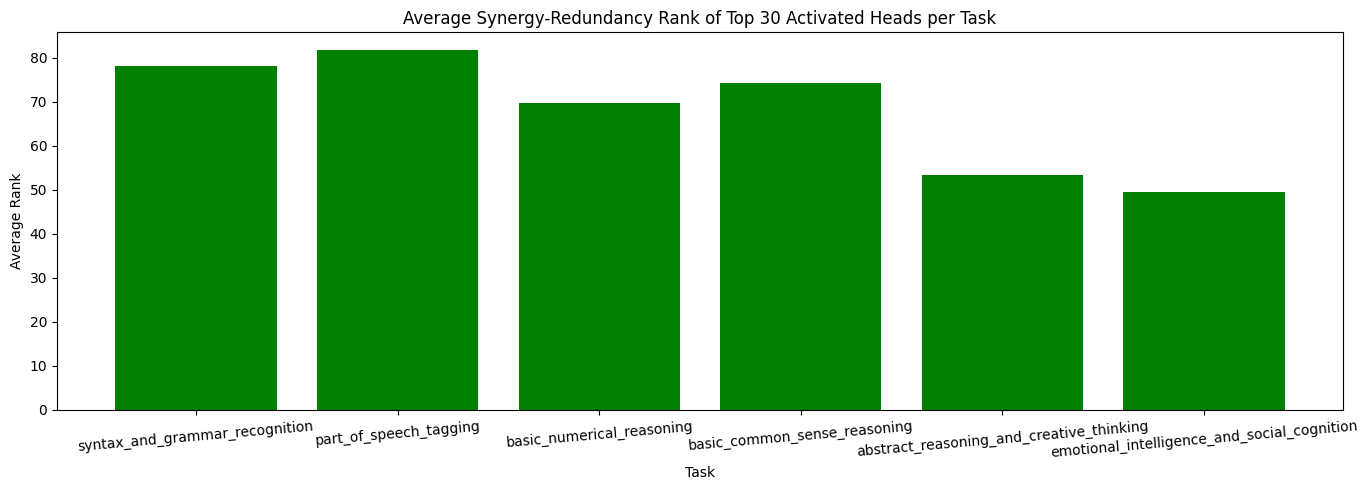 Average Synergy-Redundancy Rank of Top 30 Activated Heads per Task
80
70
60
50
40
30
20
10
0
Average Rank
syntax_and_grammar_recognition
part_of_speech_tagging
basic_numerical_reasoning
basic_common_sense_reasoning
abstract_reasoning_and_creative_thinking
emotional_intelligence_and_social_cognition
Task